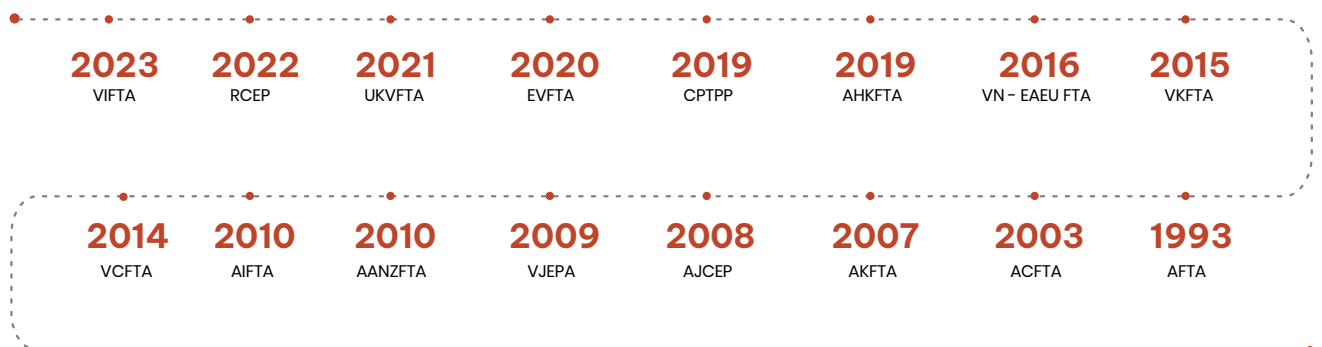 2023 2022 2021 2020 2019 2019 2016 2015
VIFTA RCEP UKVFTA EVFTA CPTPP AHKFTA VN - EAEU FTA VKFTA
2014 2010 2010 2009 2008 2007 2003 1993
VCFTA AIFTA AANZFTA VJEPA AJCEP AKFTA ACFTA AFTA